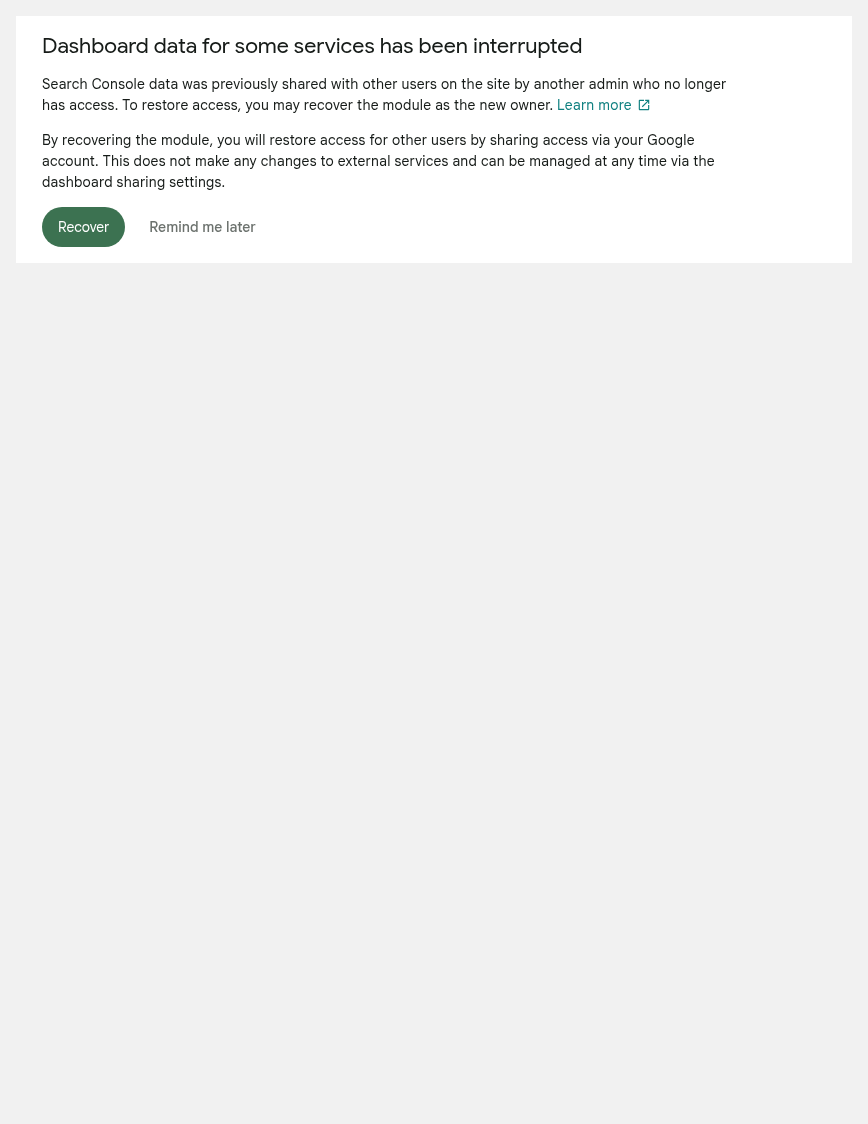 Dashboard data for some services has been interrupted
Search Console data was previously shared with other users on the site by another admin who no longer
has access. To restore access, you may recover the module as the new owner. Learn more
By recovering the module, you will restore access for other users by sharing access via your Google
account. This does not make any changes to external services and can be managed at any time via the
dashboard sharing settings.
Recover Remind me later